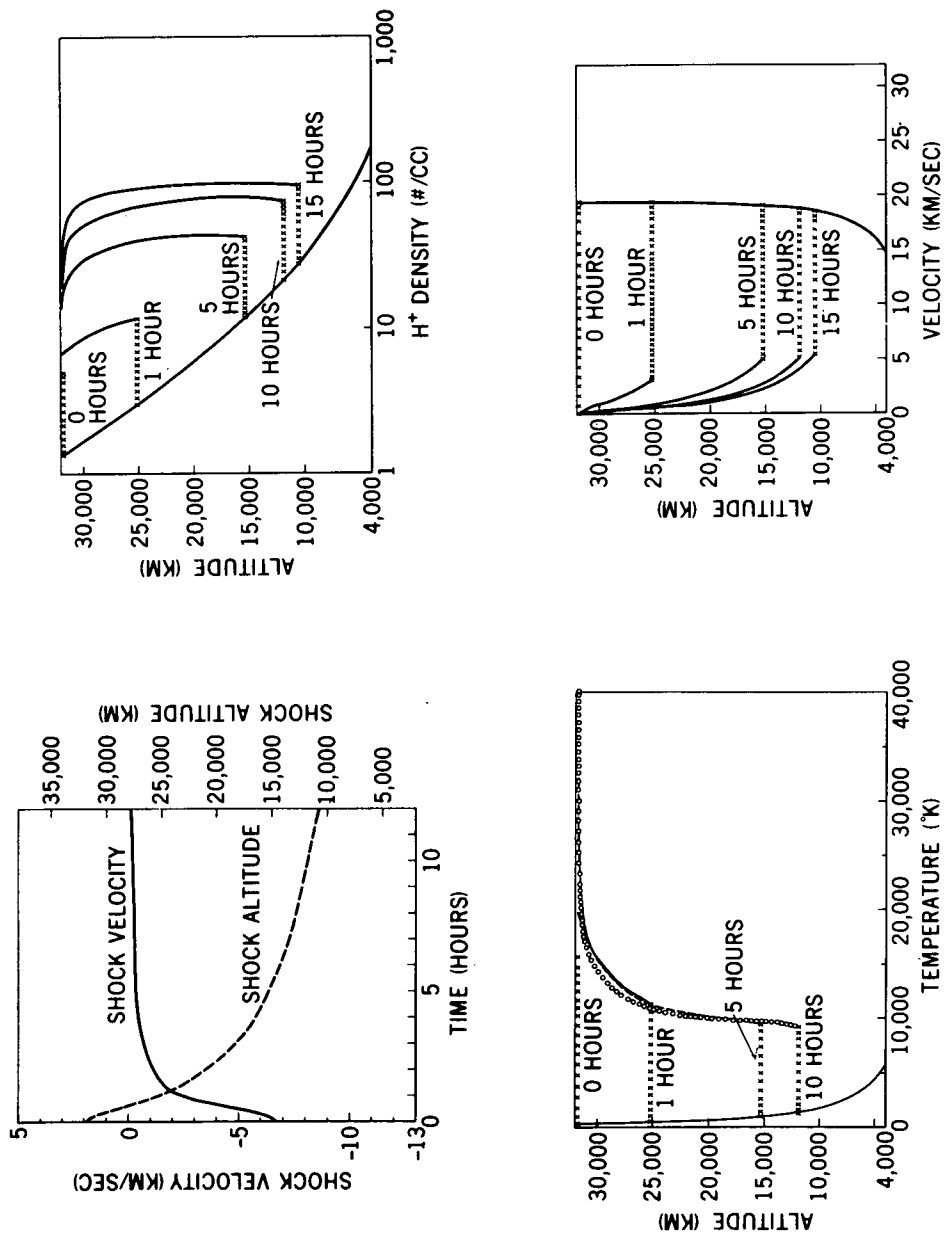 SHOCK VELOCITY (KM/SEC)
5
0
-5
-10
-13
SHOCK VELOCITY
SHOCK ALTITUDE
0
5
10
TIME (HOURS)
35,000
30,000
25,000
20,000
15,000
10,000
5,000
SHOCK ALTITUDE (KM)
ALTITUDE (KM)
30,000
25,000
20,000
15,000
10,000
4,000
0
HOURS
1 HOUR
5
HOURS
10 HOURS
15 HOURS
1
10
100
1,000
H⁺ DENSITY (#/CC)
ALTITUDE (KM)
30,000
25,000
20,000
15,000
10,000
4,000
0 HOURS
1 HOUR
5 HOURS
10 HOURS
0
10,000
20,000
30,000
40,000
TEMPERATURE (°K)
ALTITUDE (KM)
30,000
25,000
20,000
15,000
10,000
4,000
0 HOURS
1 HOUR
5 HOURS
10 HOURS
15 HOURS
0
5
10
15
20
25
30
VELOCITY (KM/SEC)